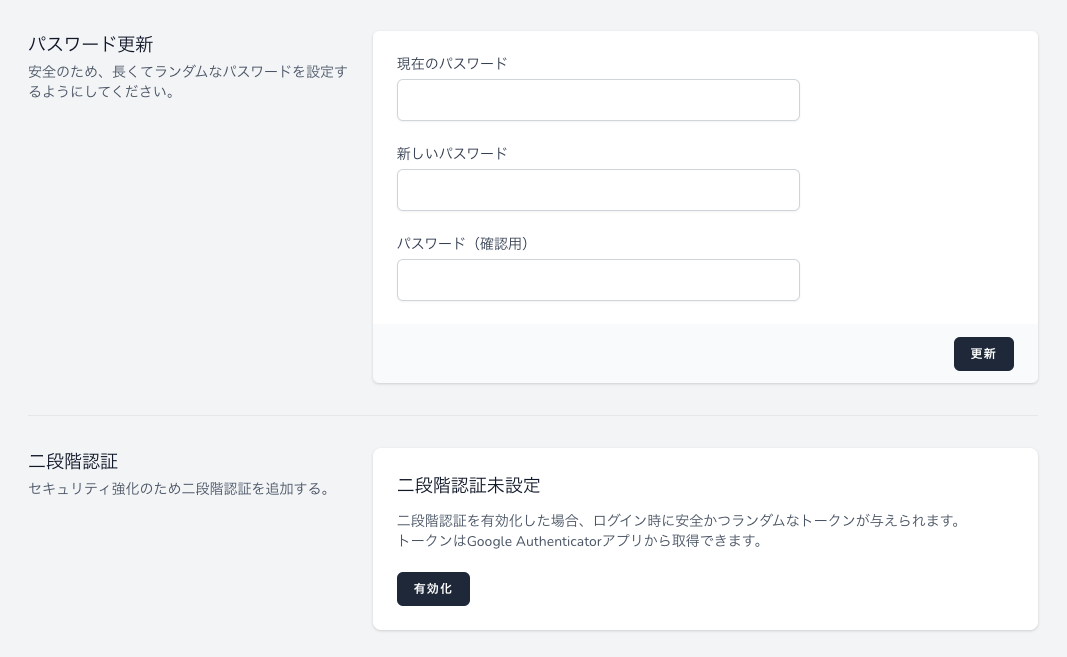 パスワード更新
安全のため、長くてランダムなパスワードを設定す
るようにしてください。
現在のパスワード
新しいパスワード
パスワード（確認用）
更新
二段階認証
セキュリティ強化のため二段階認証を追加する。
二段階認証未設定
二段階認証を有効化した場合、ログイン時に安全かつランダムなトークンが与えられます。
トークンはGoogle Authenticatorアプリから取得できます。
有効化